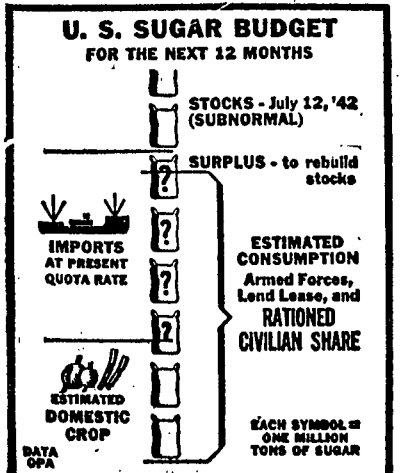 U. S. SUGAR BUDGET
FOR THE NEXT 12 MONTHS
STOCKS - July 12, '42
(SUBNORMAL)
SURPLUS - to rebuild
stocks
?
?
?
?
IMPORTS
AT PRESENT
QUOTA RATE
ESTIMATED
CONSUMPTION
Armed Forces,
Lend Lease, and
RATIONED
CIVILIAN SHARE
ESTIMATED
DOMESTIC
CROP
EACH SYMBOL =
ONE MILLION
TONS OF SUGAR
DATA
OPA